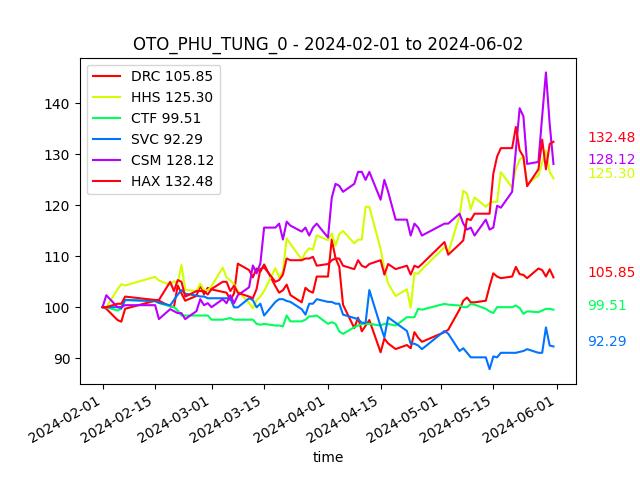 OTO_PHU_TUNG_0 - 2024-02-01 to 2024-06-02
DRC 105.85
HHS 125.30
CTF 99.51
SVC 92.29
CSM 128.12
HAX 132.48
140
130
120
110
100
90
132.48
128.12
125.30
105.85
99.51
92.29
2024-02-01
2024-02-15
2024-03-01
2024-03-15
2024-04-01
2024-04-15
2024-05-01
2024-05-15
2024-06-01
time